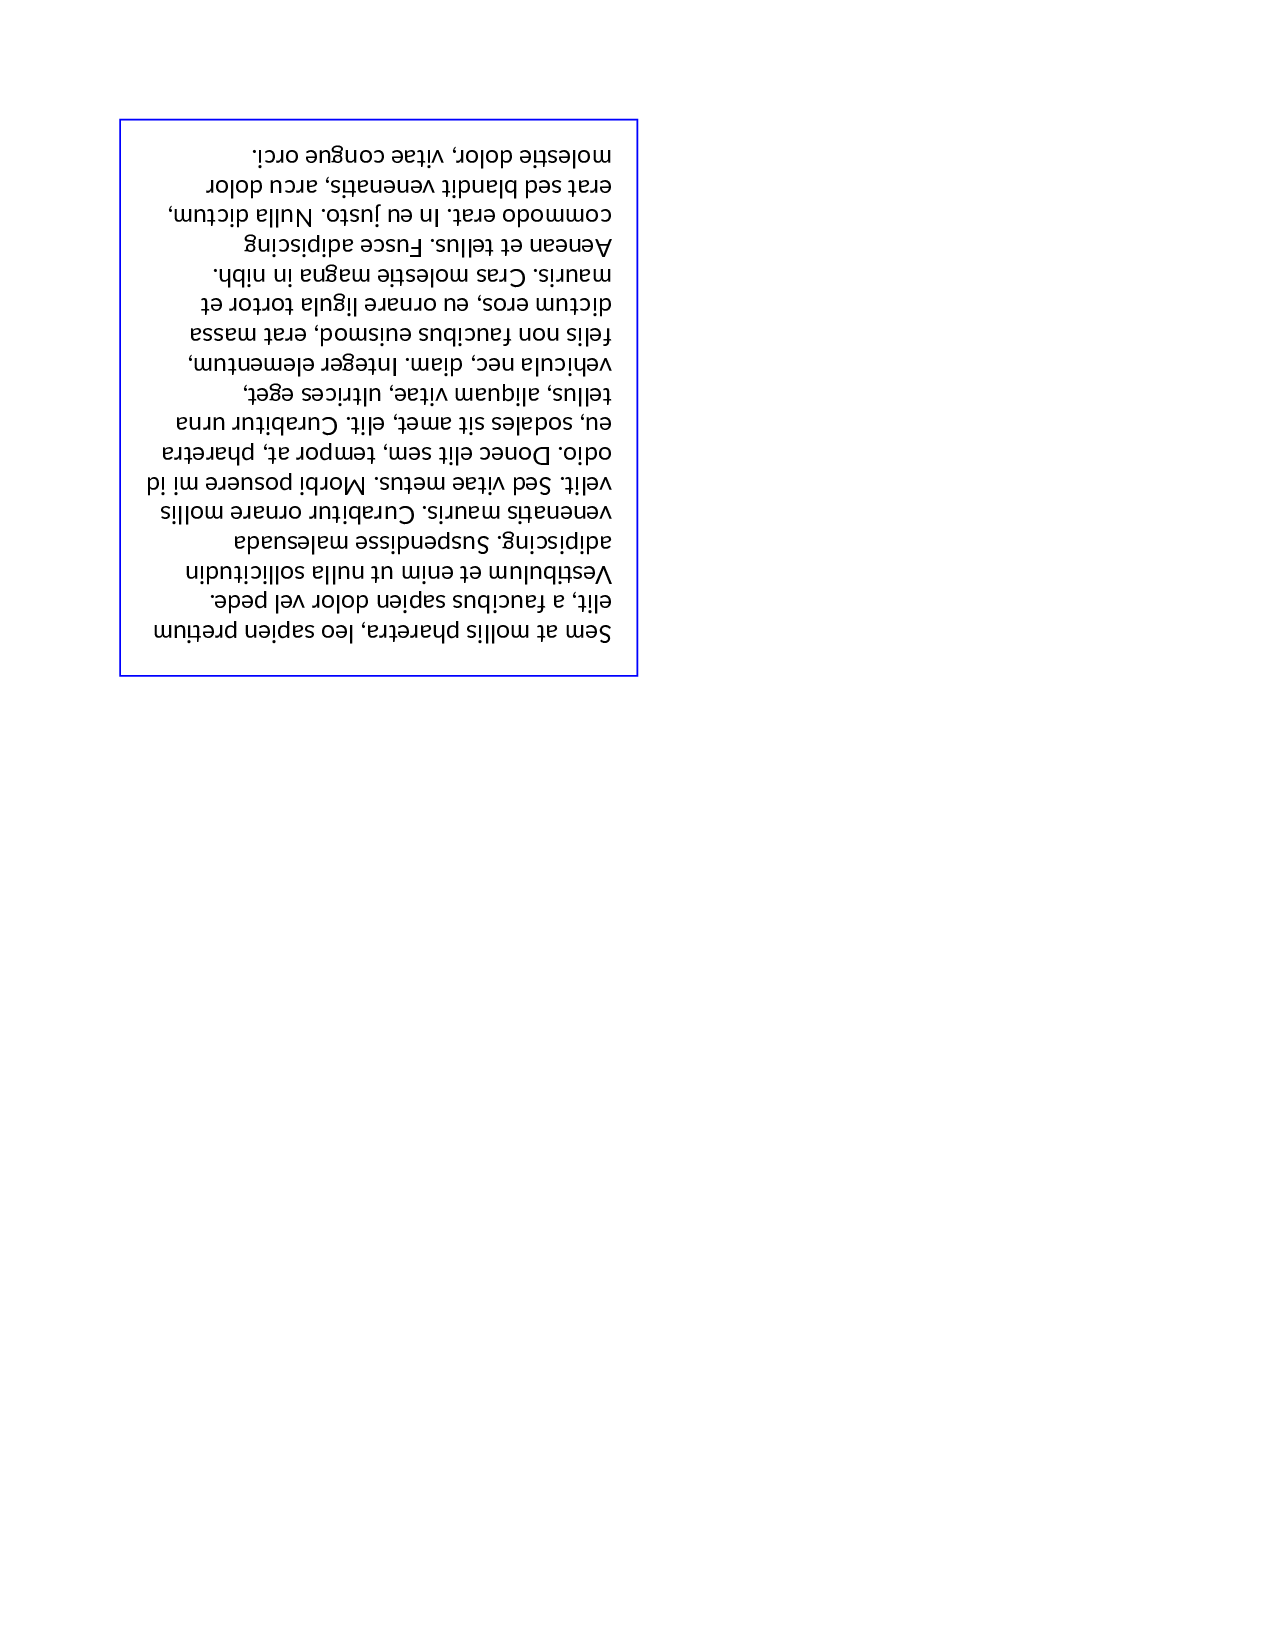 Sem at mollis pharetra, leo sapien pretium
elit, a faucibus sapien dolor vel pede.
Vestibulum et enim ut nulla sollicitudin
adipiscing. Suspendisse malesuada
venenatis mauris. Curabitur ornare mollis
velit. Sed vitae metus. Morbi posuere mi id
odio. Donec elit sem, tempor at, pharetra
eu, sodales sit amet, elit. Curabitur urna
tellus, aliquam vitae, ultrices eget,
vehicula nec, diam. Integer elementum,
felis non faucibus euismod, erat massa
dictum eros, eu ornare ligula tortor et
mauris. Cras molestie magna in nibh.
Aenean et tellus. Fusce adipiscing
commodo erat. In eu justo. Nulla dictum,
erat sed blandit venenatis, arcu dolor
molestie dolor, vitae congue orci.